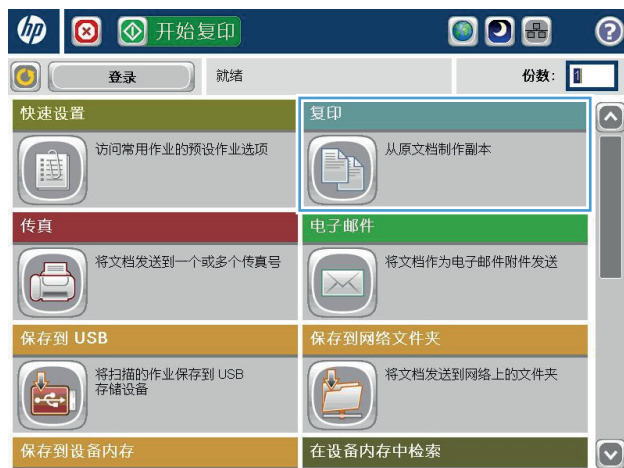 hp
开始复印
?
登录
就绪
份数:
1
快速设置
访问常用作业的预设作业选项
复印
从原文档制作副本
传真
将文档发送到一个或多个传真号
电子邮件
将文档作为电子邮件附件发送
保存到 USB
将扫描的作业保存到 USB
存储设备
保存到网络文件夹
将文档发送到网络上的文件夹
保存到设备内存
在设备内存中检索